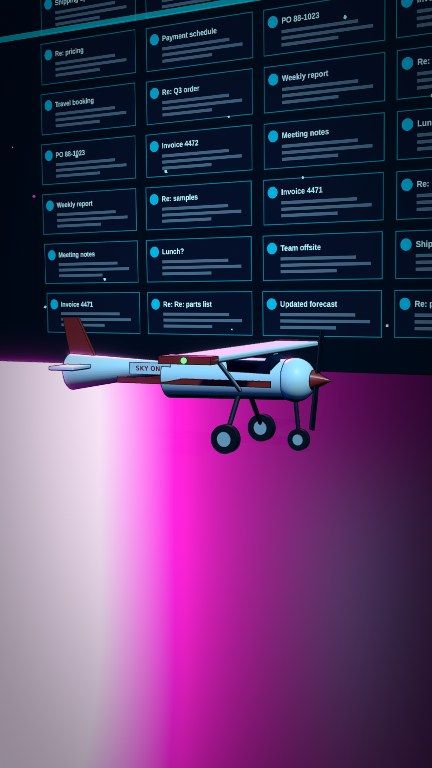 Payment schedule
PO 88-1023
Re: pricing
Re: Q3 order
Weekly report
Travel booking
Invoice 4472
Meeting notes
PO 88-1023
Re: samples
Invoice 4471
Re:
Weekly report
Lunch?
Team offsite
Meeting notes
Re: Re: parts list
Updated forecast
Invoice 4471
SKY ON